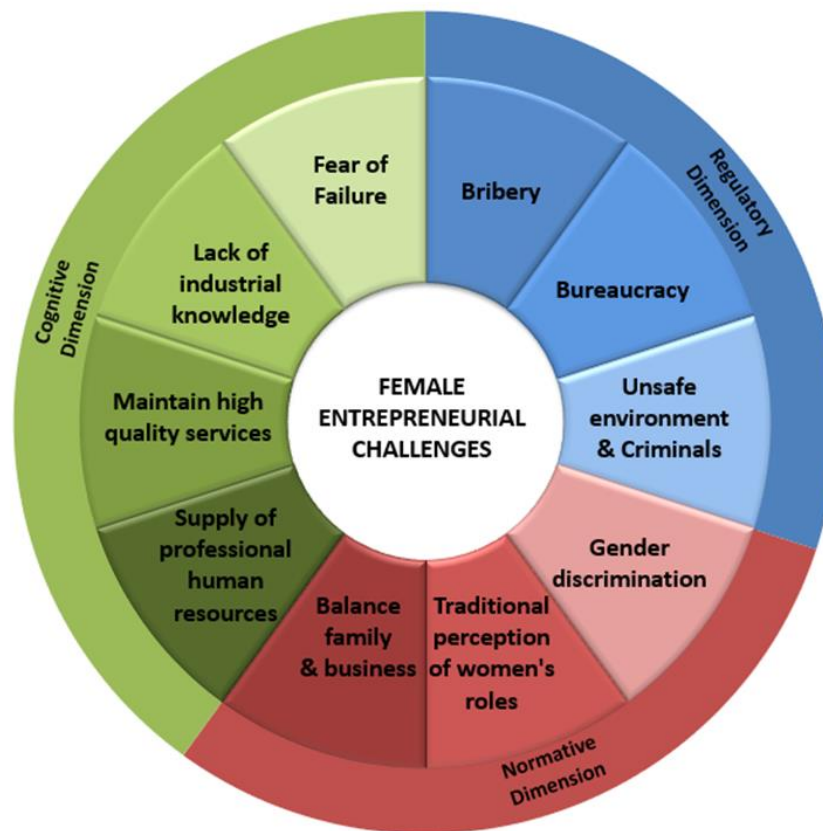 FEMALE
ENTREPRENEURIAL
CHALLENGES
Regulatory
Dimension
Bribery
Bureaucracy
Unsafe
environment
& Criminals
Normative
Dimension
Gender
discrimination
Traditional
perception
of women's
roles
Balance
family
& business
Cognitive
Dimension
Supply of
professional
human
resources
Maintain high
quality services
Lack of
industrial
knowledge
Fear of
Failure